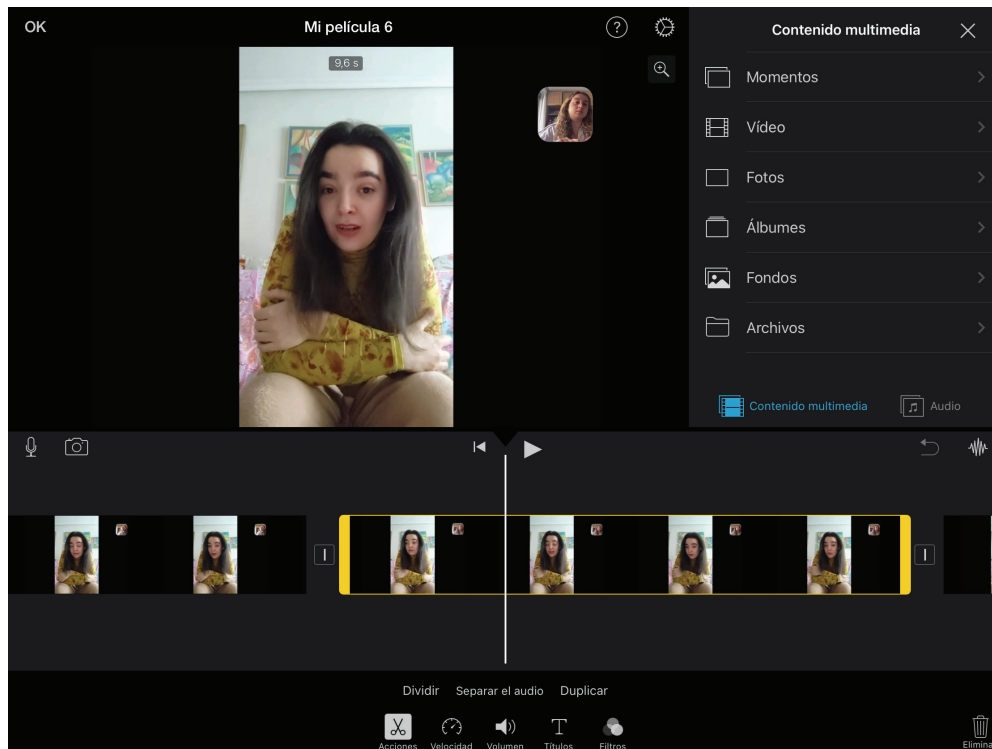 OK
Mi película 6
?
Contenido multimedia
9,6 s
Momentos
Vídeo
Fotos
Álbumes
Fondos
Archivos
Contenido multimedia
Audio
Dividir
Separar el audio
Duplicar
T
Acciones
Velocidad
Volumen
Títulos
Filtros
Elimina